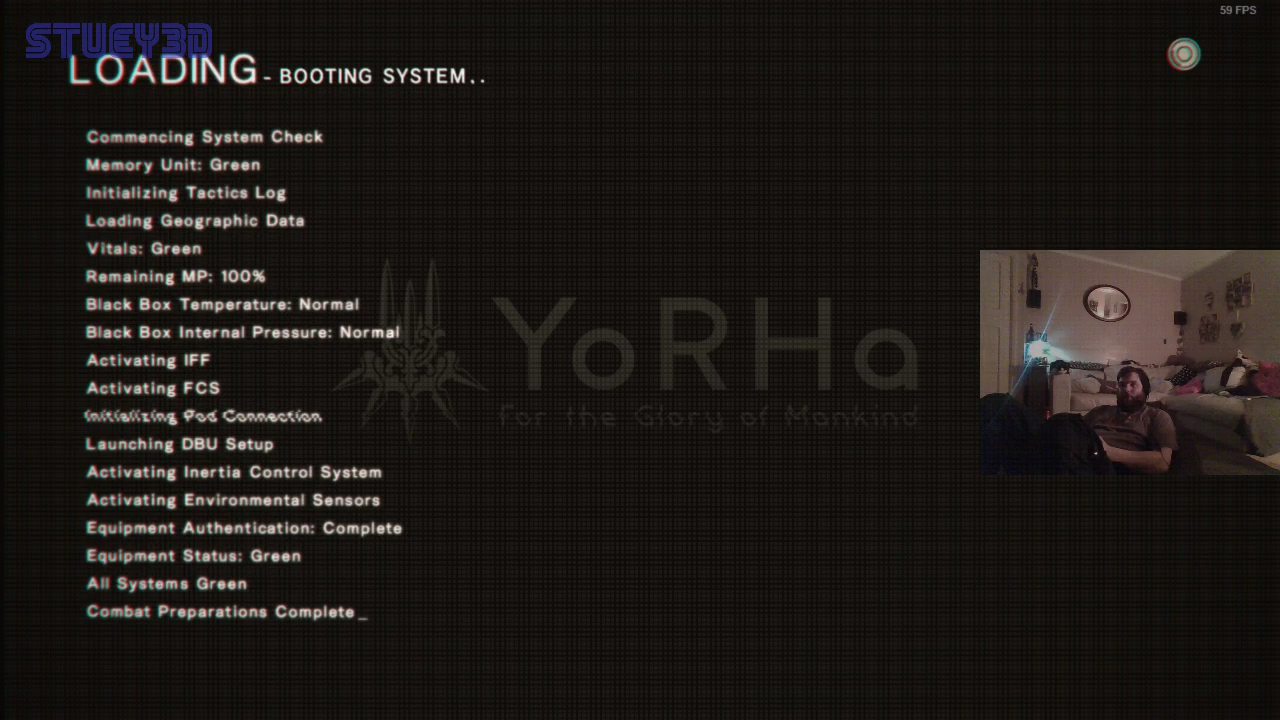 59 FPS
STUEY3D
LOADING - BOOTING SYSTEM..
Commencing System Check
Memory Unit: Green
Initializing Tactics Log
Loading Geographic Data
Vitals: Green
Remaining MP: 100%
Black Box Temperature: Normal
Black Box Internal Pressure: Normal
Activating IFF
Activating FCS
Initializing Pod Connection
Launching DBU Setup
Activating Inertia Control System
Activating Environmental Sensors
Equipment Authentication: Complete
Equipment Status: Green
All Systems Green
Combat Preparations Complete_
YoRHa
For the Glory of Mankind